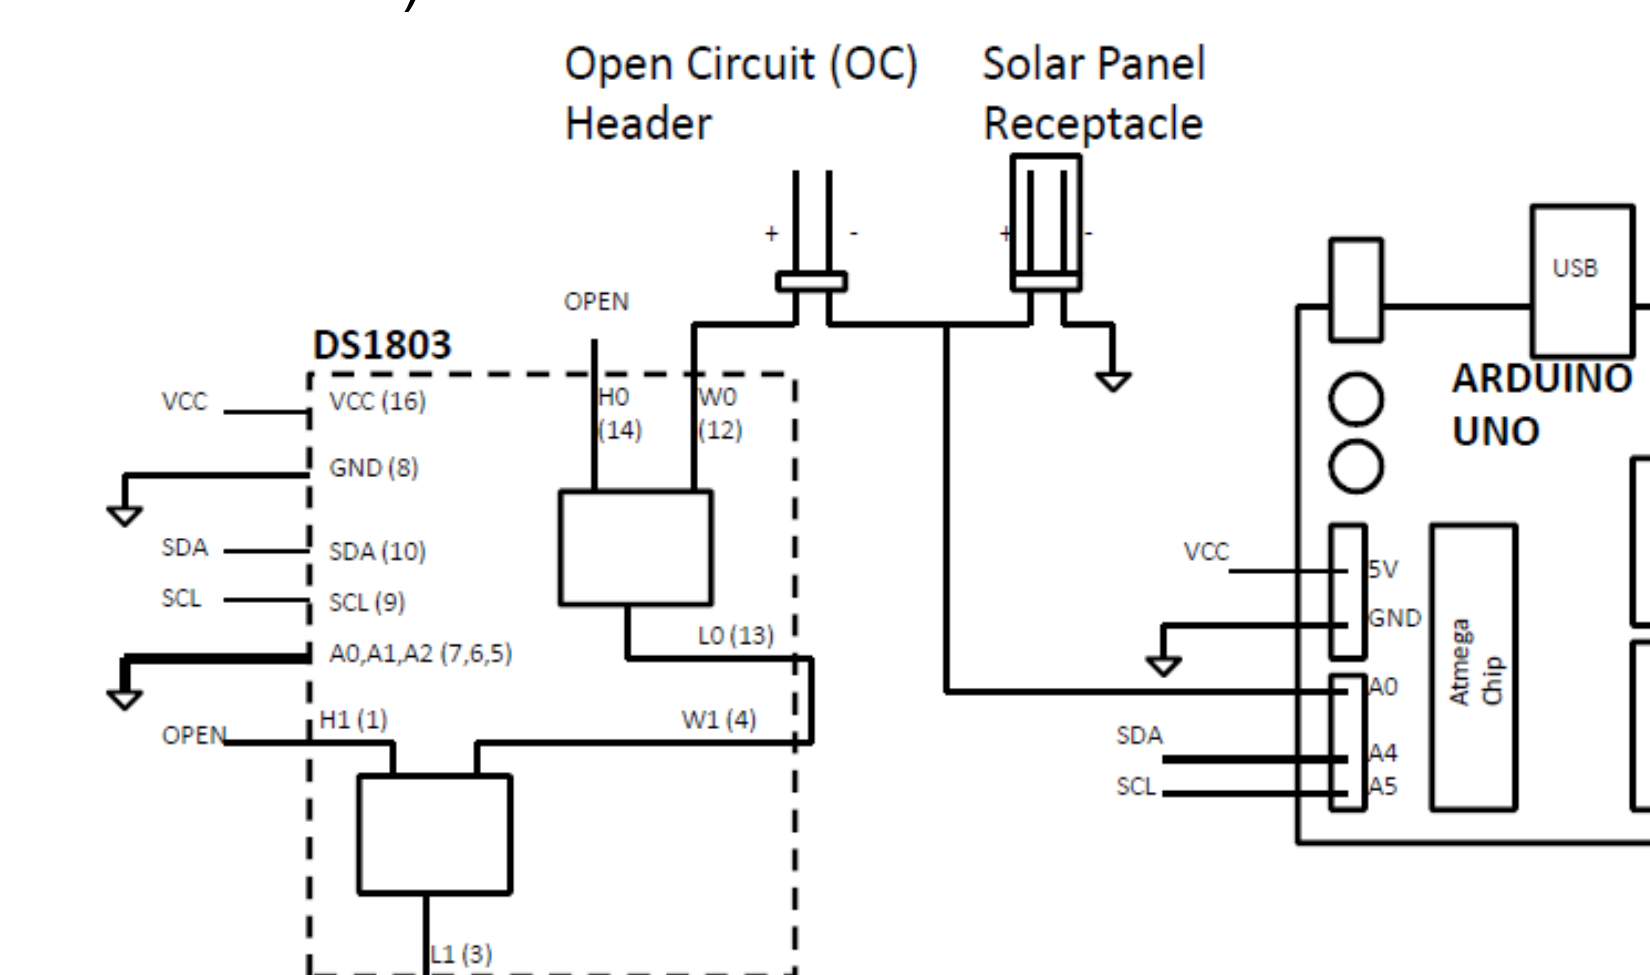 )
Open Circuit (OC)
Header
Solar Panel
Receptacle
+
-
+
-
USB
OPEN
DS1803
ARDUINO
UNO
VCC
VCC (16)
H0
(14)
W0
(12)
GND (8)
SDA
SDA (10)
SCL
SCL (9)
VCC
5V
GND
L0 (13)
A0,A1,A2 (7,6,5)
Atmega
Chip
A0
OPEN
H1 (1)
W1 (4)
SDA
A4
SCL
A5
L1 (3)